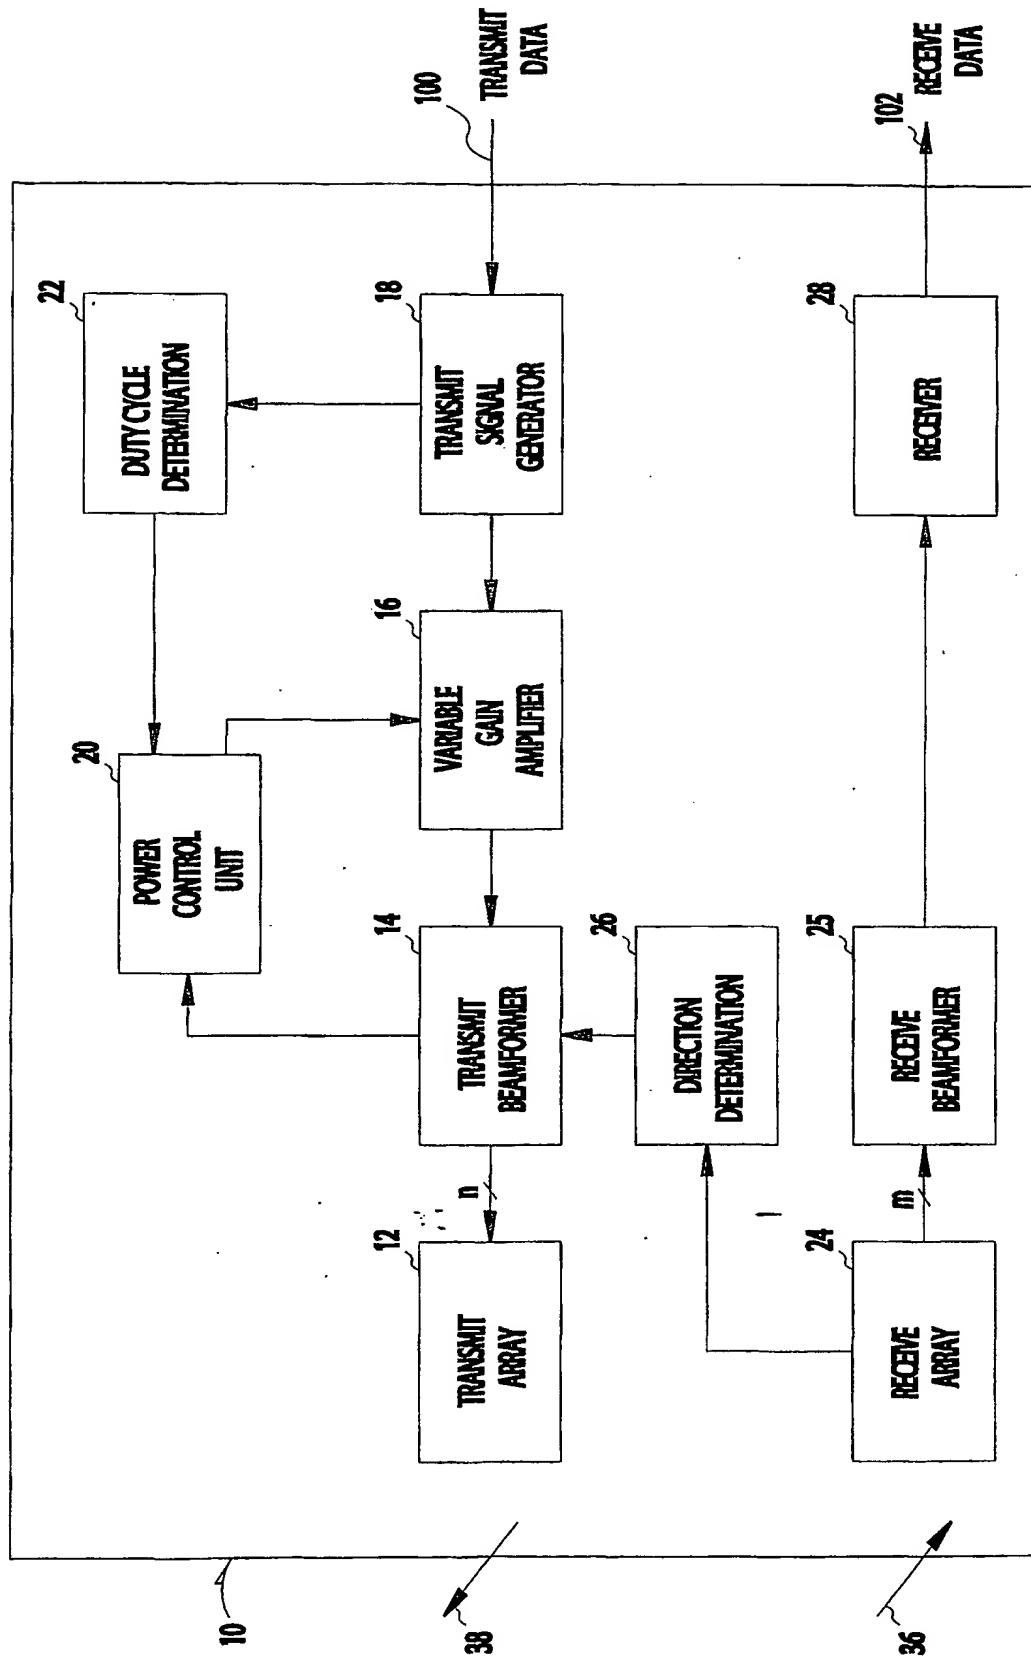 10
38
36
12
TRANSMIT
ARRAY
n
14
TRANSMIT
BEAMFORMER
16
VARIABLE
GAIN
AMPLIFIER
18
TRANSMIT
SIGNAL
GENERATOR
100
TRANSMIT
DATA
20
POWER
CONTROL
UNIT
22
DUTY CYCLE
DETERMINATION
26
DIRECTION
DETERMINATION
24
RECEIVE
ARRAY
m
25
RECEIVE
BEAMFORMER
28
RECEIVER
102
RECEIVE
DATA